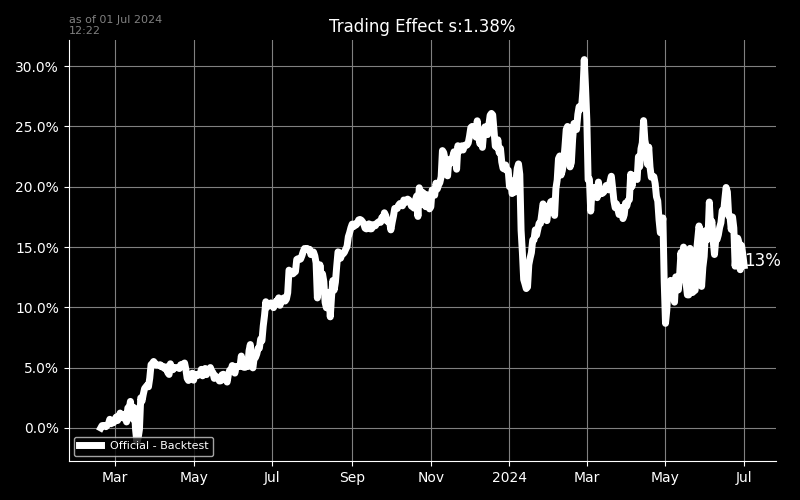 as of 01 Jul 2024
12:22
Trading Effect s:1.38%
30.0%
25.0%
20.0%
15.0%
10.0%
5.0%
0.0%
13%
Official - Backtest
Mar May Jul Sep Nov 2024 Mar May Jul